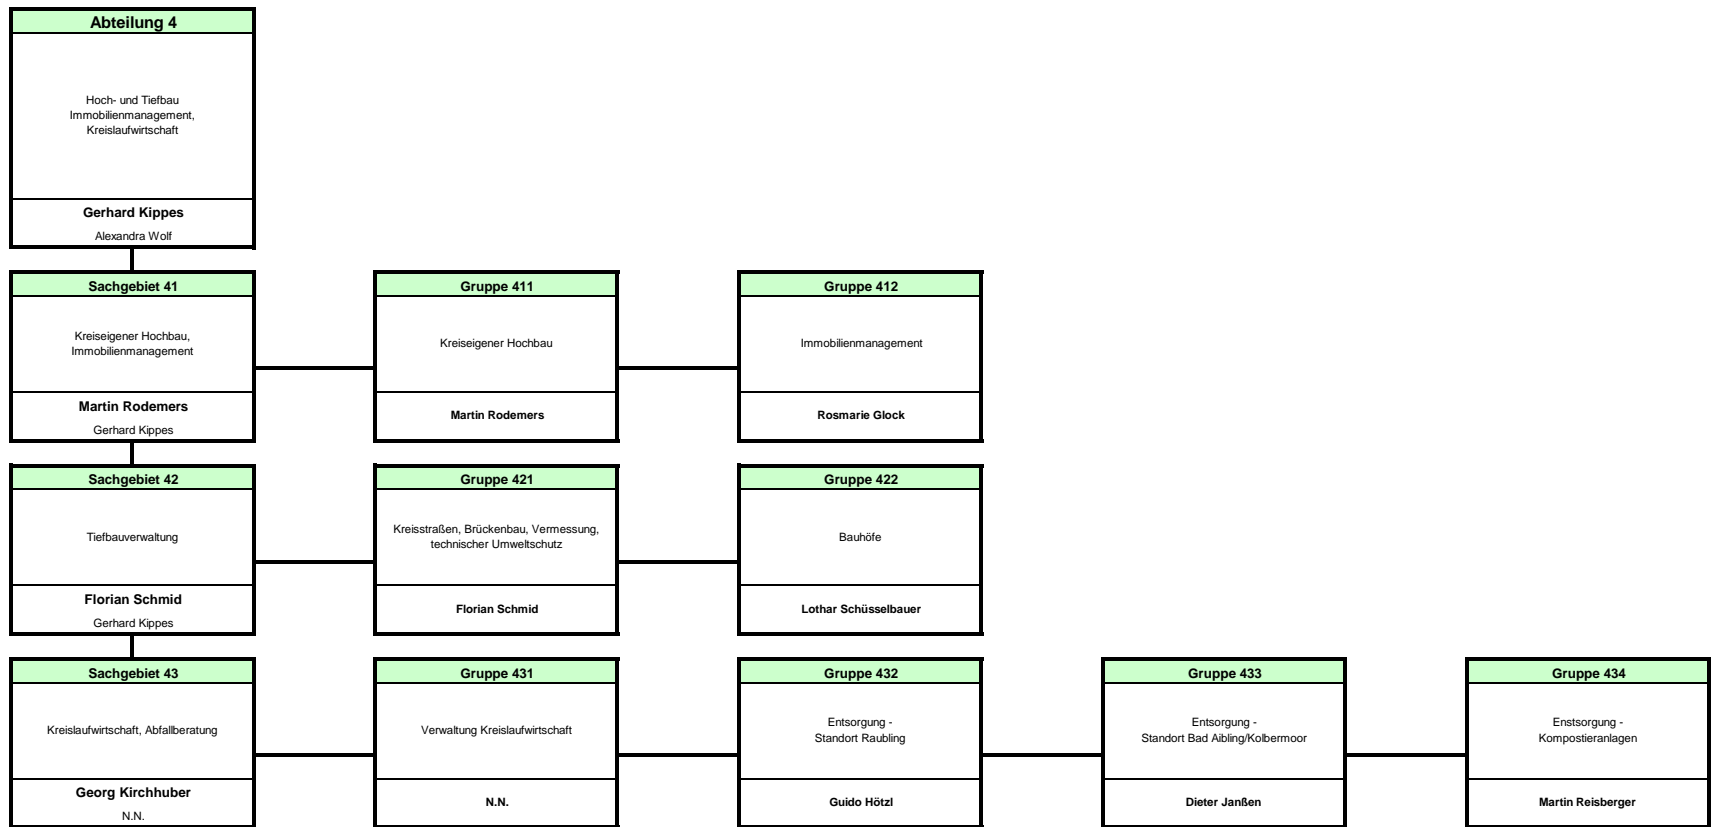 Abteilung 4
Hoch- und Tiefbau
Immobilienmanagement,
Kreislaufwirtschaft
Gerhard Kippes
Alexandra Wolf
Sachgebiet 41
Kreiseigener Hochbau,
Immobilienmanagement
Martin Rodemers
Gerhard Kippes
Gruppe 411
Kreiseigener Hochbau
Martin Rodemers
Gruppe 412
Immobilienmanagement
Rosmarie Glock
Sachgebiet 42
Tiefbauverwaltung
Florian Schmid
Gerhard Kippes
Gruppe 421
Kreisstraßen, Brückenbau, Vermessung,
technischer Umweltschutz
Florian Schmid
Gruppe 422
Bauhöfe
Lothar Schüsselbauer
Sachgebiet 43
Kreislaufwirtschaft, Abfallberatung
Georg Kirchhuber
N.N.
Gruppe 431
Verwaltung Kreislaufwirtschaft
N.N.
Gruppe 432
Entsorgung -
Standort Raubling
Guido Hötzl
Gruppe 433
Entsorgung -
Standort Bad Aibling/Kolbermoor
Dieter Janßen
Gruppe 434
Enstsorgung -
Kompostieranlagen
Martin Reisberger